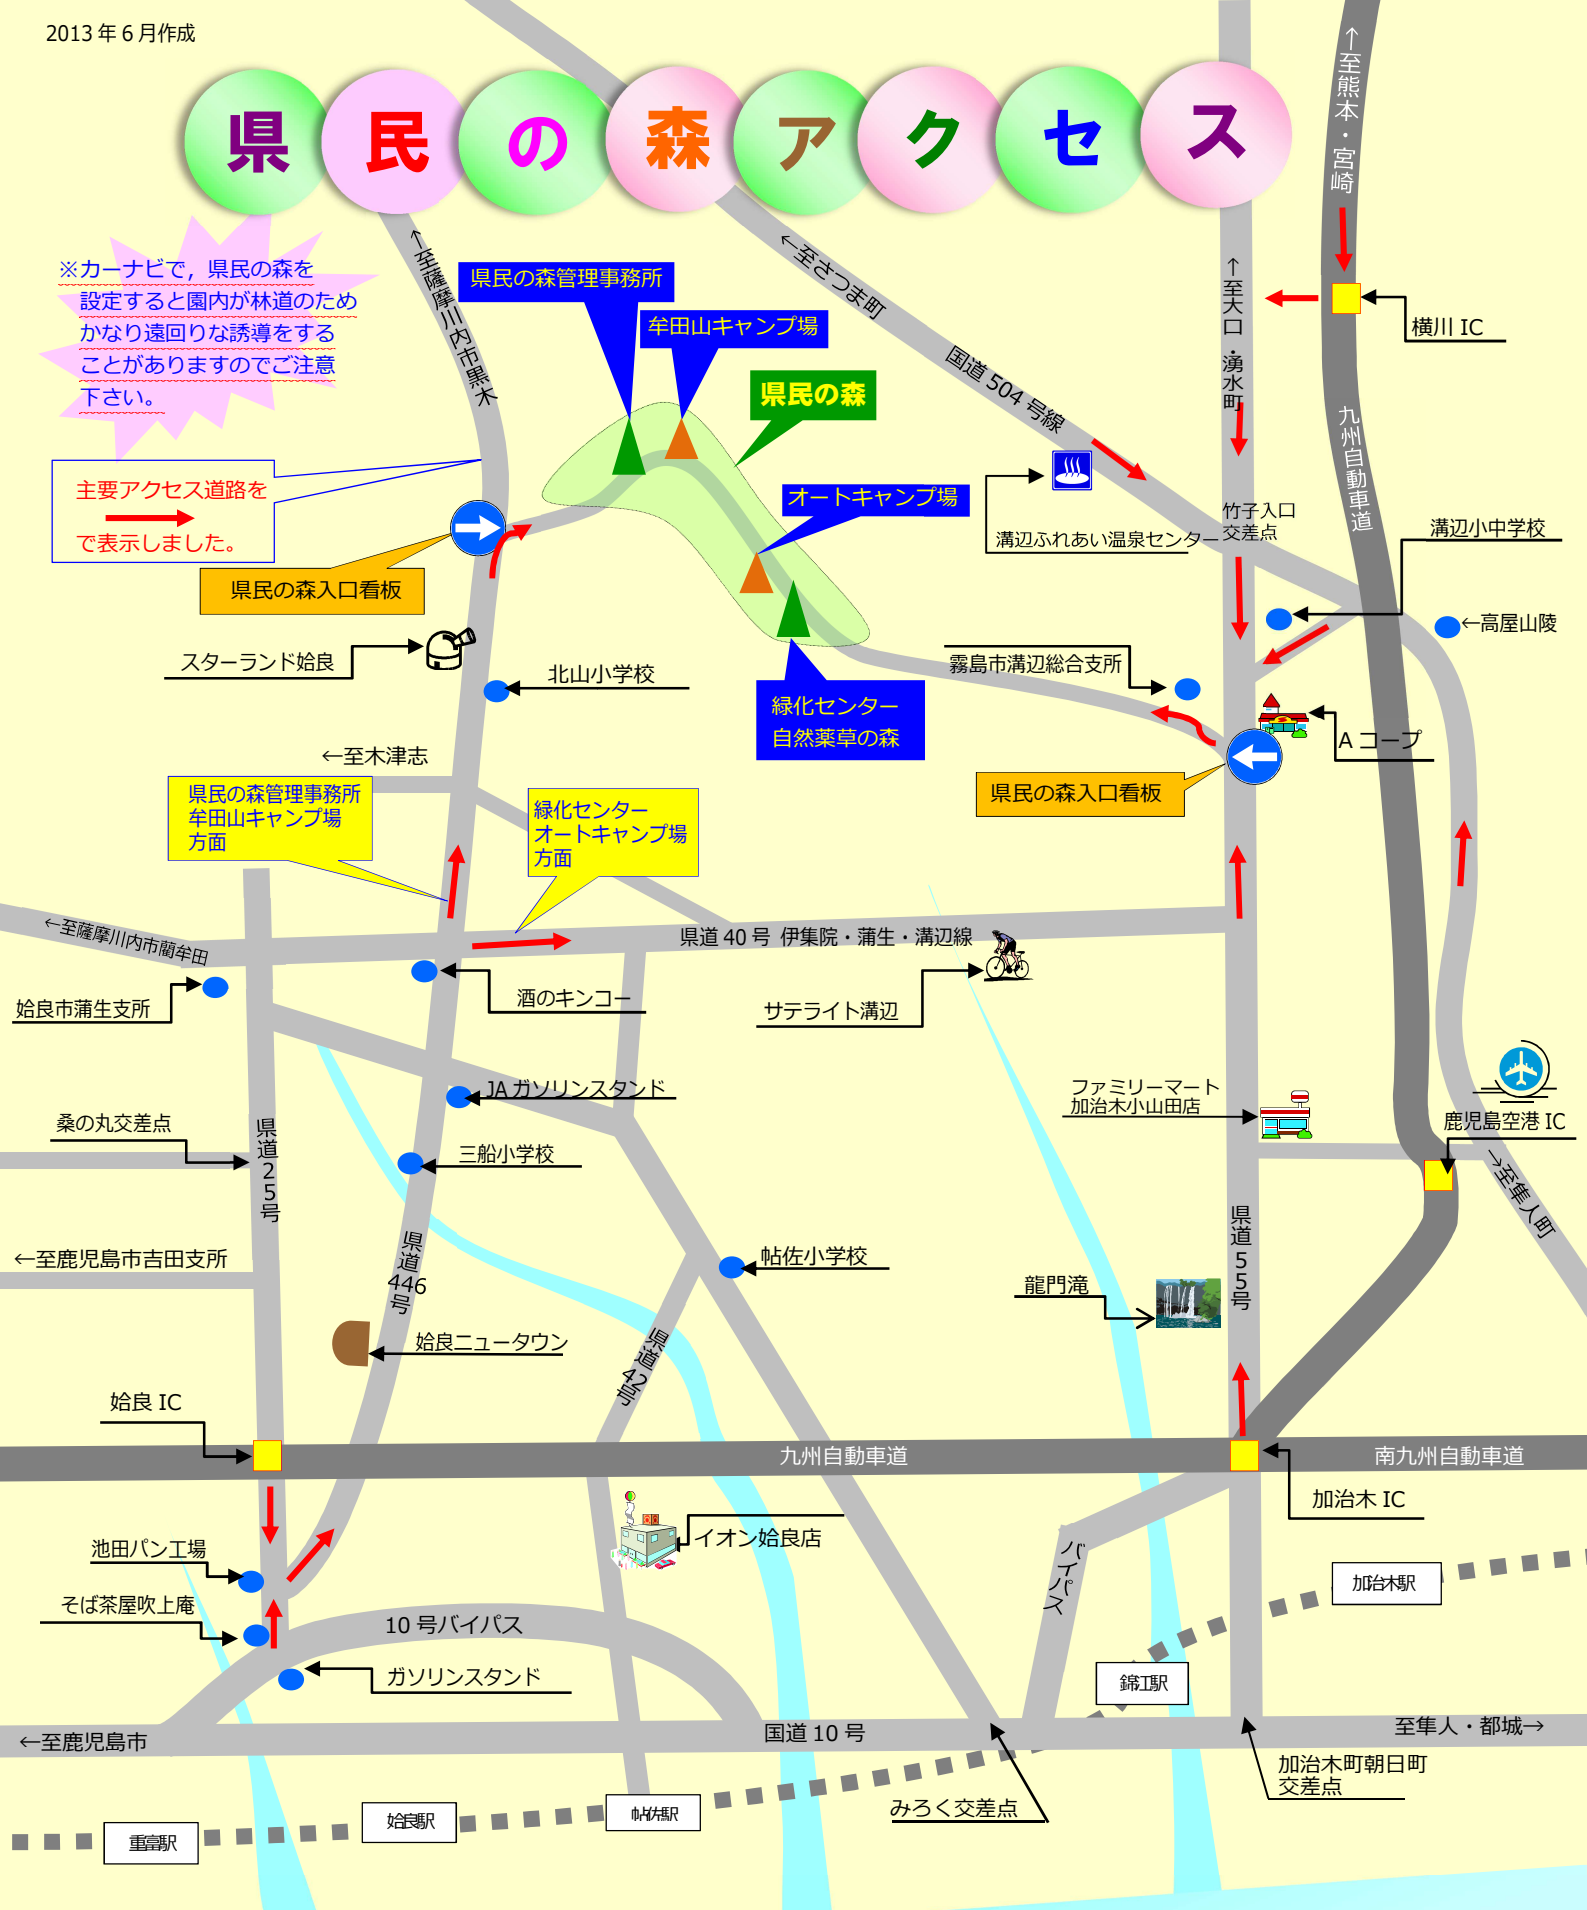 2013年6月作成
県民の森アクセス
※カーナビで，県民の森を
設定すると園内が林道のため
かなり遠回りな誘導をする
ことがありますのでご注意
下さい。
主要アクセス道路を
で表示しました。
↑至薩摩川内市黒木
県民の森管理事務所
牟田山キャンプ場
県民の森
オートキャンプ場
緑化センター
自然薬草の森
←至さつま町
国道504号線
↑至大口・湧水町
↑至熊本・宮崎
横川IC
九州自動車道
溝辺ふれあい温泉センター
竹子入口
交差点
溝辺小中学校
←高屋山陵
霧島市溝辺総合支所
Aコープ
県民の森入口看板
県民の森入口看板
スターランド姶良
北山小学校
←至木津志
県民の森管理事務所
牟田山キャンプ場
方面
緑化センター
オートキャンプ場
方面
←至薩摩川内市藺牟田
県道40号 伊集院・蒲生・溝辺線
姶良市蒲生支所
酒のキンコー
サテライト溝辺
JAガソリンスタンド
ファミリーマート
加治木小山田店
鹿児島空港IC
→至隼人町
桑の丸交差点
県道25号
三船小学校
←至鹿児島市吉田支所
県道446号
帖佐小学校
県道55号
龍門滝
姶良ニュータウン
県道42号
姶良IC
九州自動車道
南九州自動車道
加治木IC
池田パン工場
イオン姶良店
バイパス
加治木駅
そば茶屋吹上庵
10号バイパス
ガソリンスタンド
錦江駅
←至鹿児島市
国道10号
至隼人・都城→
加治木町朝日町
交差点
みろく交差点
帖佐駅
姶良駅
重富駅